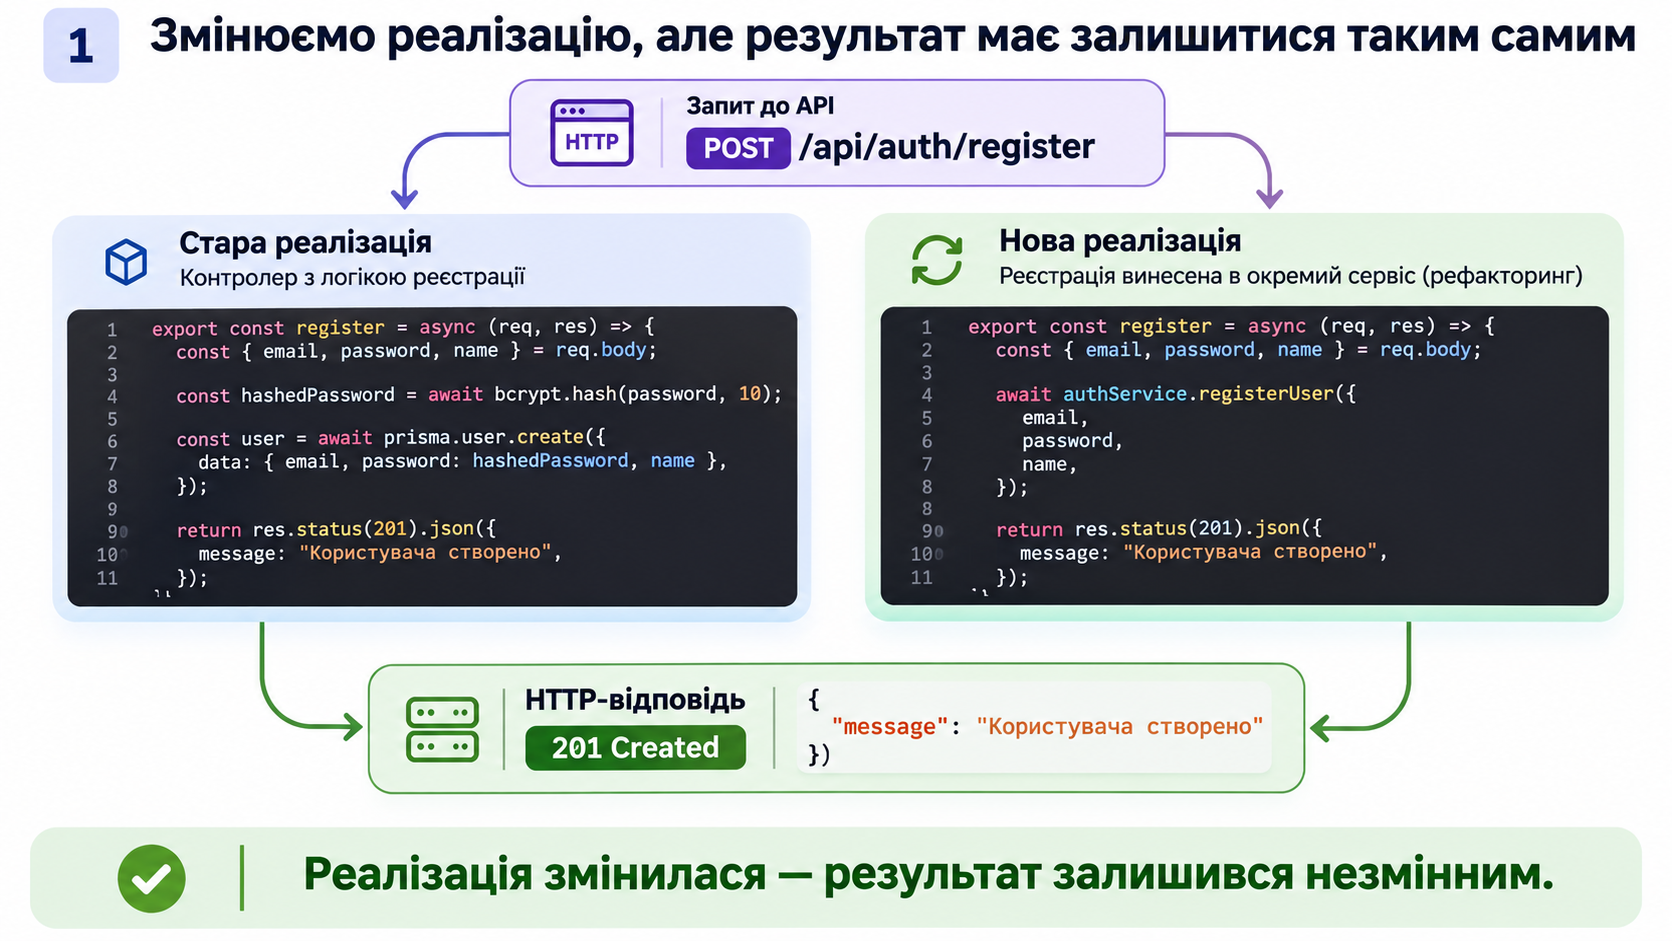 1
Змінюємо реалізацію, але результат має залишитися таким самим
HTTP
Запит до API
POST /api/auth/register
Стара реалізація
Контролер з логікою реєстрації
1 export const register = async (req, res) => {
2 const { email, password, name } = req.body;
3
4 const hashedPassword = await bcrypt.hash(password, 10);
5
6 const user = await prisma.user.create({
7 data: { email, password: hashedPassword, name },
8 });
9
90 return res.status(201).json({
10 message: "Користувача створено",
11 });
Нова реалізація
Реєстрація винесена в окремий сервіс (рефакторинг)
1 export const register = async (req, res) => {
2 const { email, password, name } = req.body;
3
4 await authService.registerUser({
5 email,
6 password,
7 name,
8 });
8
90 return res.status(201).json({
10 message: "Користувача створено",
11 });
HTTP-відповідь
201 Created
{
"message": "Користувача створено"
})
Реалізація змінилася — результат залишився незмінним.